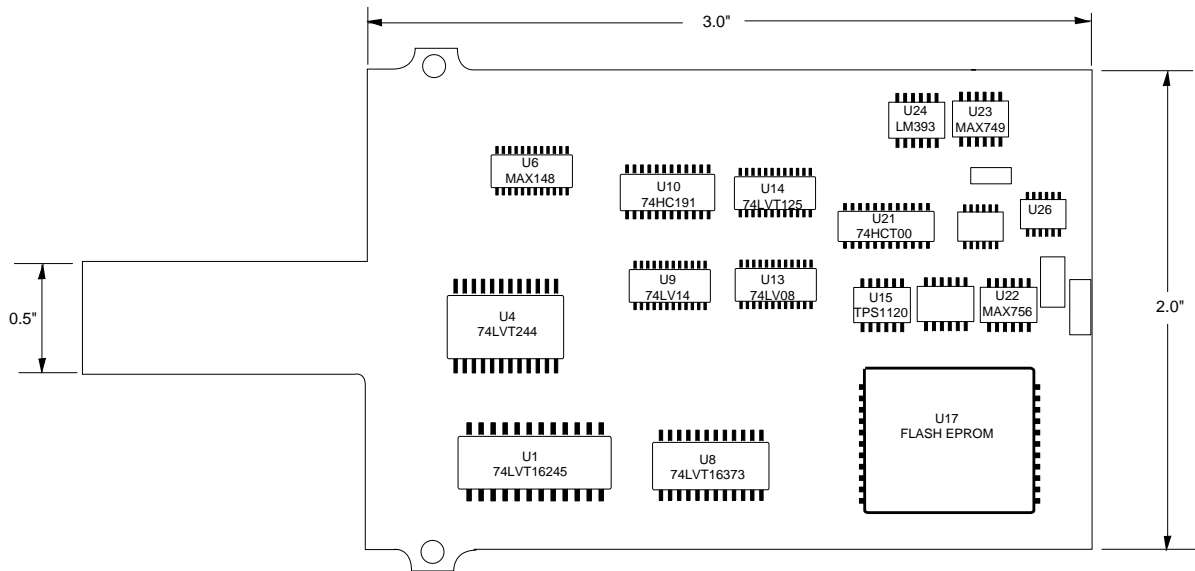 3.0"
U24
LM393
U23
MAX749
U6
MAX148
U10
74HC191
U14
74LVT125
U26
U21
74HCT00
0.5"
U9
74LV14
U13
74LV08
U15
TPS1120
U22
MAX756
2.0"
U4
74LVT244
U17
FLASH EPROM
U1
74LVT16245
U8
74LVT16373